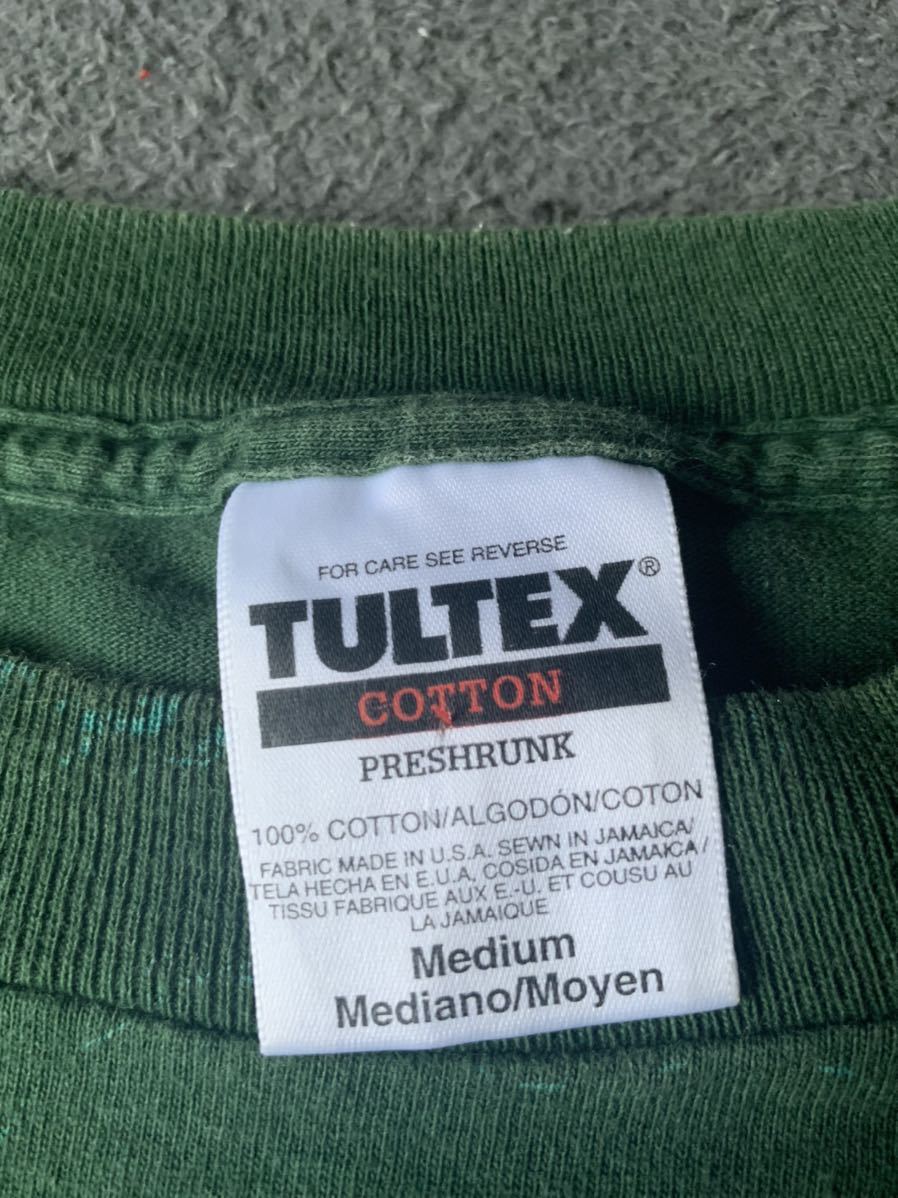 FOR CARE SEE REVERSE
TULTEX®
COTTON
PRESHRUNK
100% COTTON/ALGODÓN/COTON
FABRIC MADE IN U.S.A. SEWN IN JAMAICA/
TELA HECHA EN E.U.A. COSIDA EN JAMAICA/
TISSU FABRIQUE AUX E.-U. ET COUSU AU
LA JAMAIQUE
Medium
Mediano/Moyen